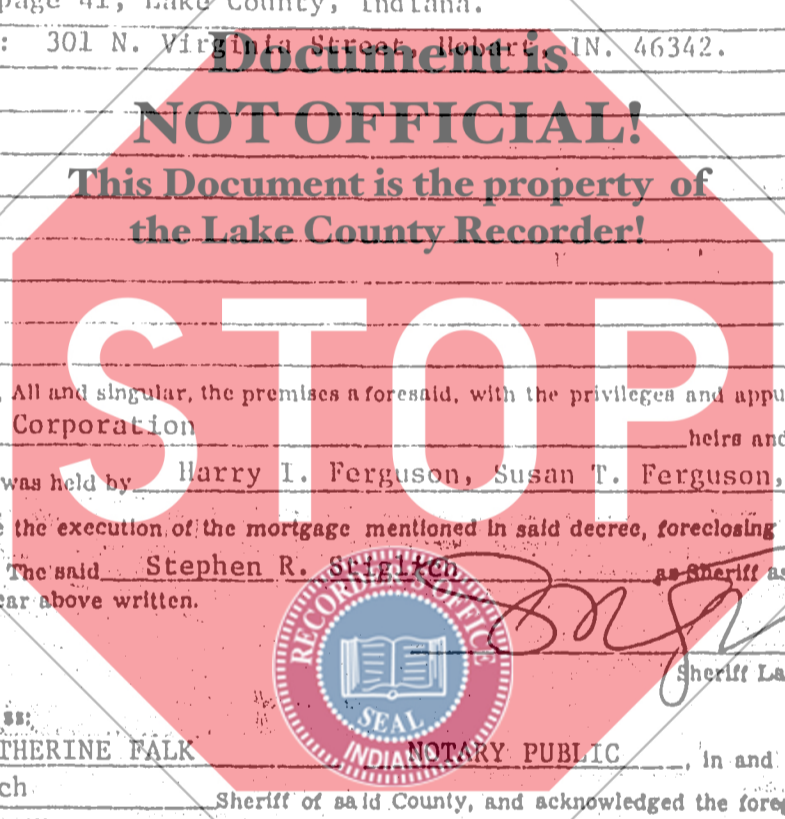 page 41, Lake County, Indiana.
: 301 N. Virginia Street, Hobart, IN. 46342.
Document is
NOT OFFICIAL!
This Document is the property of
the Lake County Recorder!
STOP
All and singular, the premises aforesaid, with the privileges and appu
Corporation heirs and
was held by Harry I. Ferguson, Susan T. Ferguson,
the execution of the mortgage mentioned in said decree, foreclosing
The said Stephen R. Stiglich as Sheriff as
ear above written.
RECORDER'S OFFICE
SEAL
INDIANA
Sheriff La
ss:
THERINE FALK NOTARY PUBLIC, in and
ch Sheriff of said County, and acknowledged the foreg